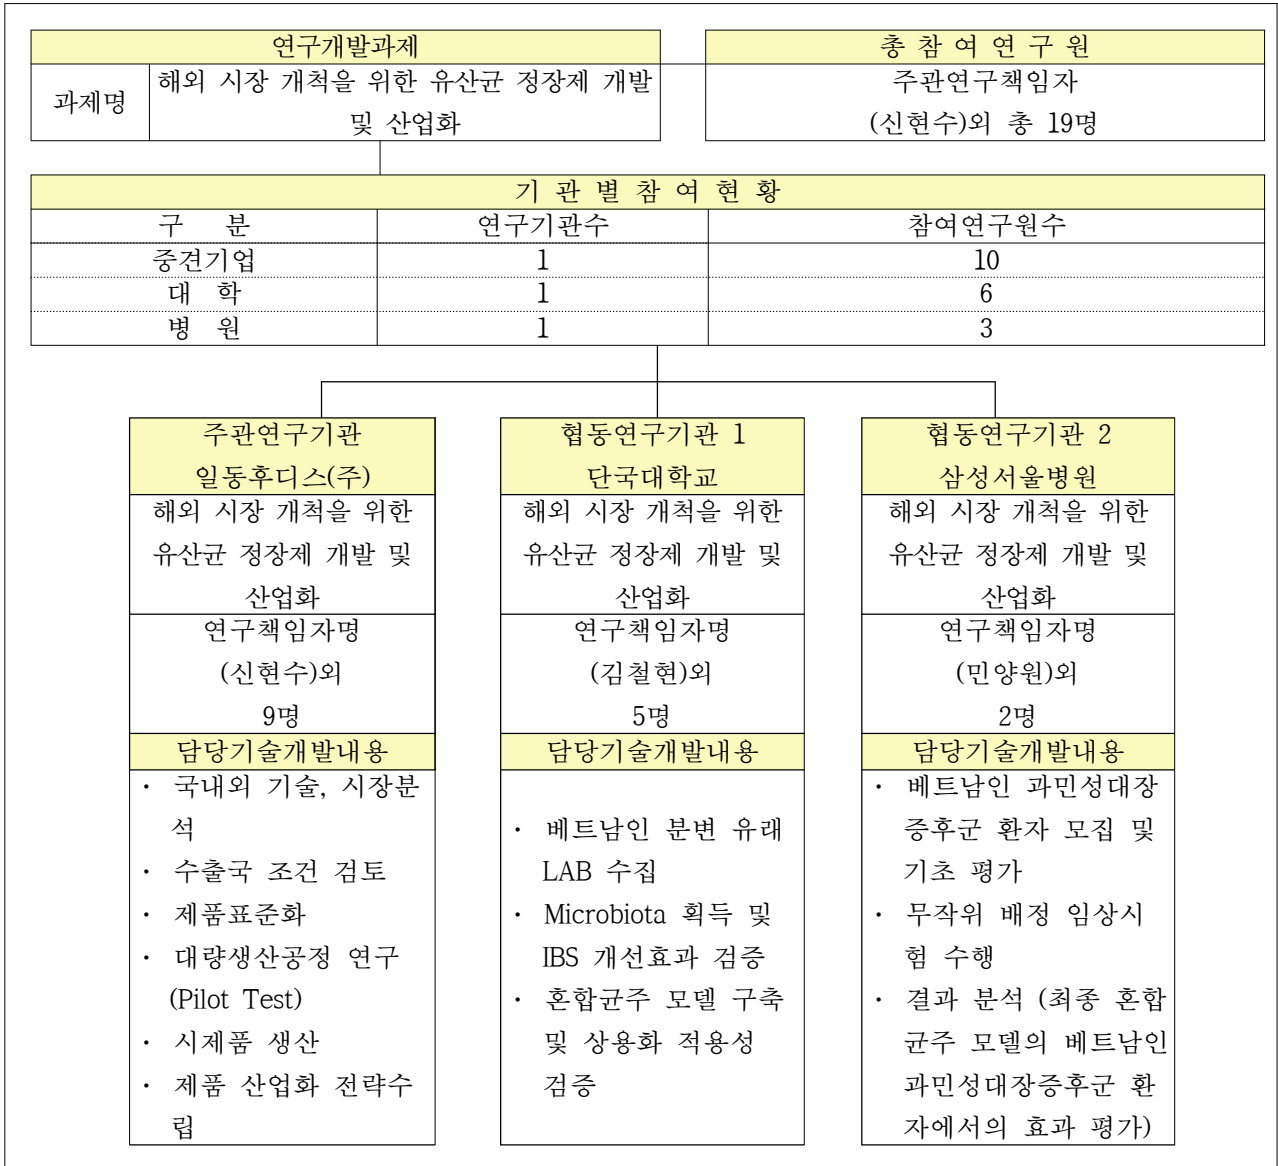 연구개발과제
총 참 여 연 구 원
과제명
해외 시장 개척을 위한 유산균 정장제 개발
및 산업화
주관연구책임자
(신현수)외 총 19명
기 관 별 참 여 현 황
구 분 연구기관수 참여연구원수
중견기업 1 10
대 학 1 6
병 원 1 3
주관연구기관
일동후디스(주)
해외 시장 개척을 위한
유산균 정장제 개발 및
산업화
연구책임자명
(신현수)외
9명
담당기술개발내용
· 국내외 기술, 시장분
석
· 수출국 조건 검토
· 제품표준화
· 대량생산공정 연구
(Pilot Test)
· 시제품 생산
· 제품 산업화 전략수
립
협동연구기관 1
단국대학교
해외 시장 개척을 위한
유산균 정장제 개발 및
산업화
연구책임자명
(김철현)외
5명
담당기술개발내용
· 베트남인 분변 유래
LAB 수집
· Microbiota 획득 및
IBS 개선효과 검증
· 혼합균주 모델 구축
및 상용화 적용성
검증
협동연구기관 2
삼성서울병원
해외 시장 개척을 위한
유산균 정장제 개발 및
산업화
연구책임자명
(민양원)외
2명
담당기술개발내용
· 베트남인 과민성대장
증후군 환자 모집 및
기초 평가
· 무작위 배정 임상시
험 수행
· 결과 분석 (최종 혼합
균주 모델의 베트남인
과민성대장증후군 환
자에서의 효과 평가)